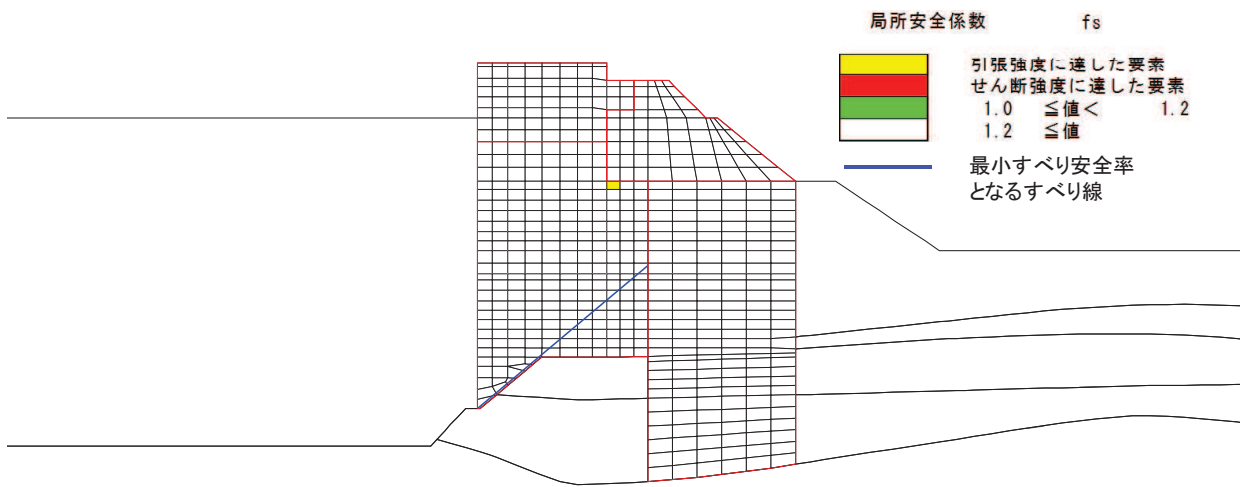 局所安全係数 fs
引張強度に達した要素
せん断強度に達した要素
1.0 ≦値< 1.2
1.2 ≦値
最小すべり安全率
となるすべり線